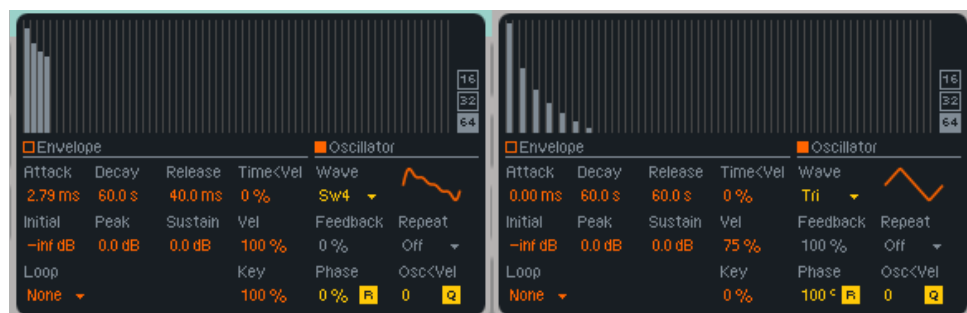 16
32
64
Envelope Oscillator
Attack Decay Release Time<Vel Wave
2.79 ms 60.0 s 40.0 ms 0 % Sw4
Initial Peak Sustain Vel Feedback Repeat
-inf dB 0.0 dB 0.0 dB 100 % 0 % Off
Loop Key Phase Osc<Vel
None 100 % 0 % R 0 Q
16
32
64
Envelope Oscillator
Attack Decay Release Time<Vel Wave
0.00 ms 60.0 s 60.0 s 0 % Tri
Initial Peak Sustain Vel Feedback Repeat
-inf dB 0.0 dB 0.0 dB 75 % 100 % Off
Loop Key Phase Osc<Vel
None 0 % 100 % R 0 Q